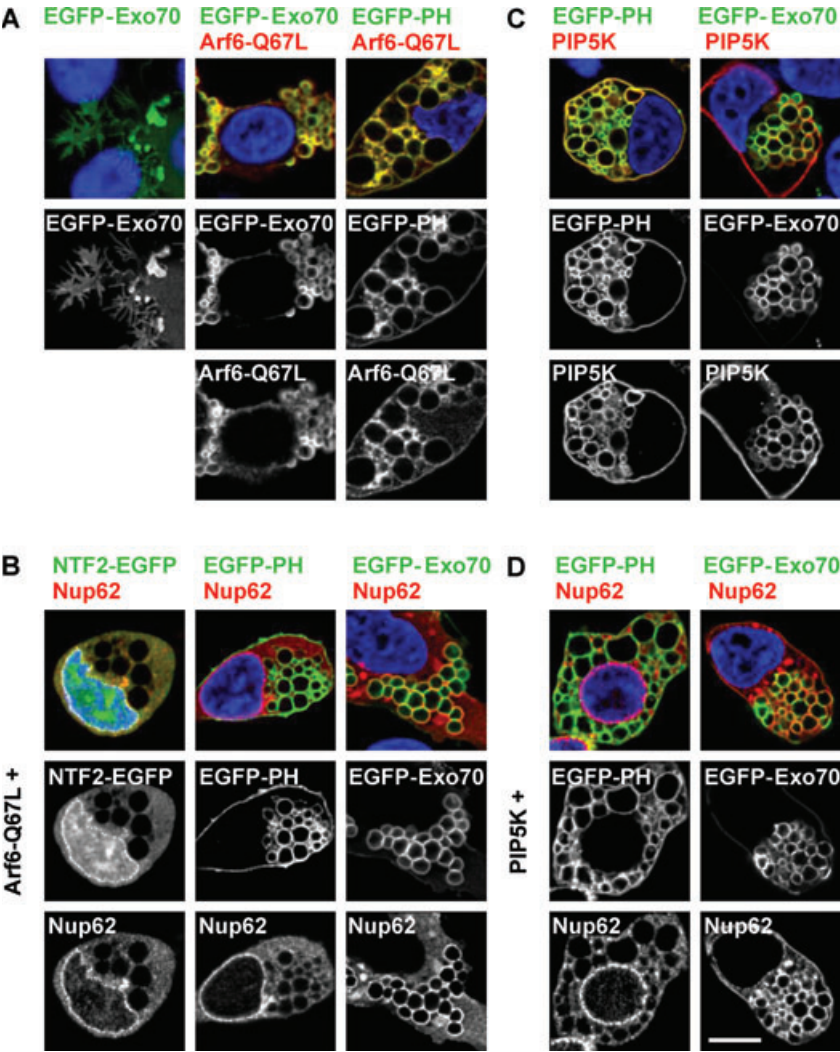 A
EGFP-Exo70
EGFP-Exo70
Arf6-Q67L
EGFP-PH
Arf6-Q67L
EGFP-Exo70
EGFP-Exo70
EGFP-PH
Arf6-Q67L
Arf6-Q67L
C
EGFP-PH
PIP5K
EGFP-Exo70
PIP5K
EGFP-PH
EGFP-Exo70
PIP5K
PIP5K
B
NTF2-EGFP
Nup62
EGFP-PH
Nup62
EGFP-Exo70
Nup62
Arf6-Q67L +
NTF2-EGFP
EGFP-PH
EGFP-Exo70
Nup62
Nup62
Nup62
D
EGFP-PH
Nup62
EGFP-Exo70
Nup62
PIP5K +
EGFP-PH
EGFP-Exo70
Nup62
Nup62